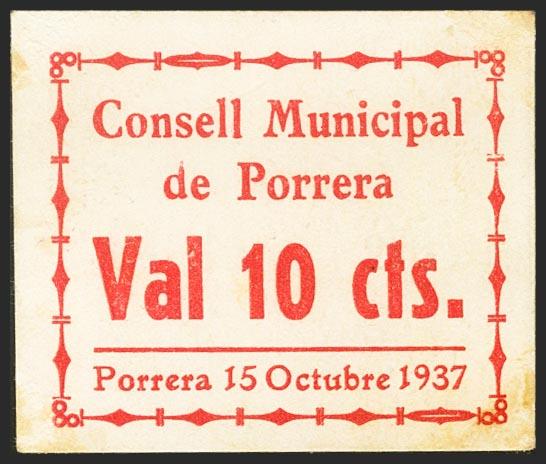 Consell Municipal
de Porrera
Val 10 cts.
Porrera 15 Octubre 1937